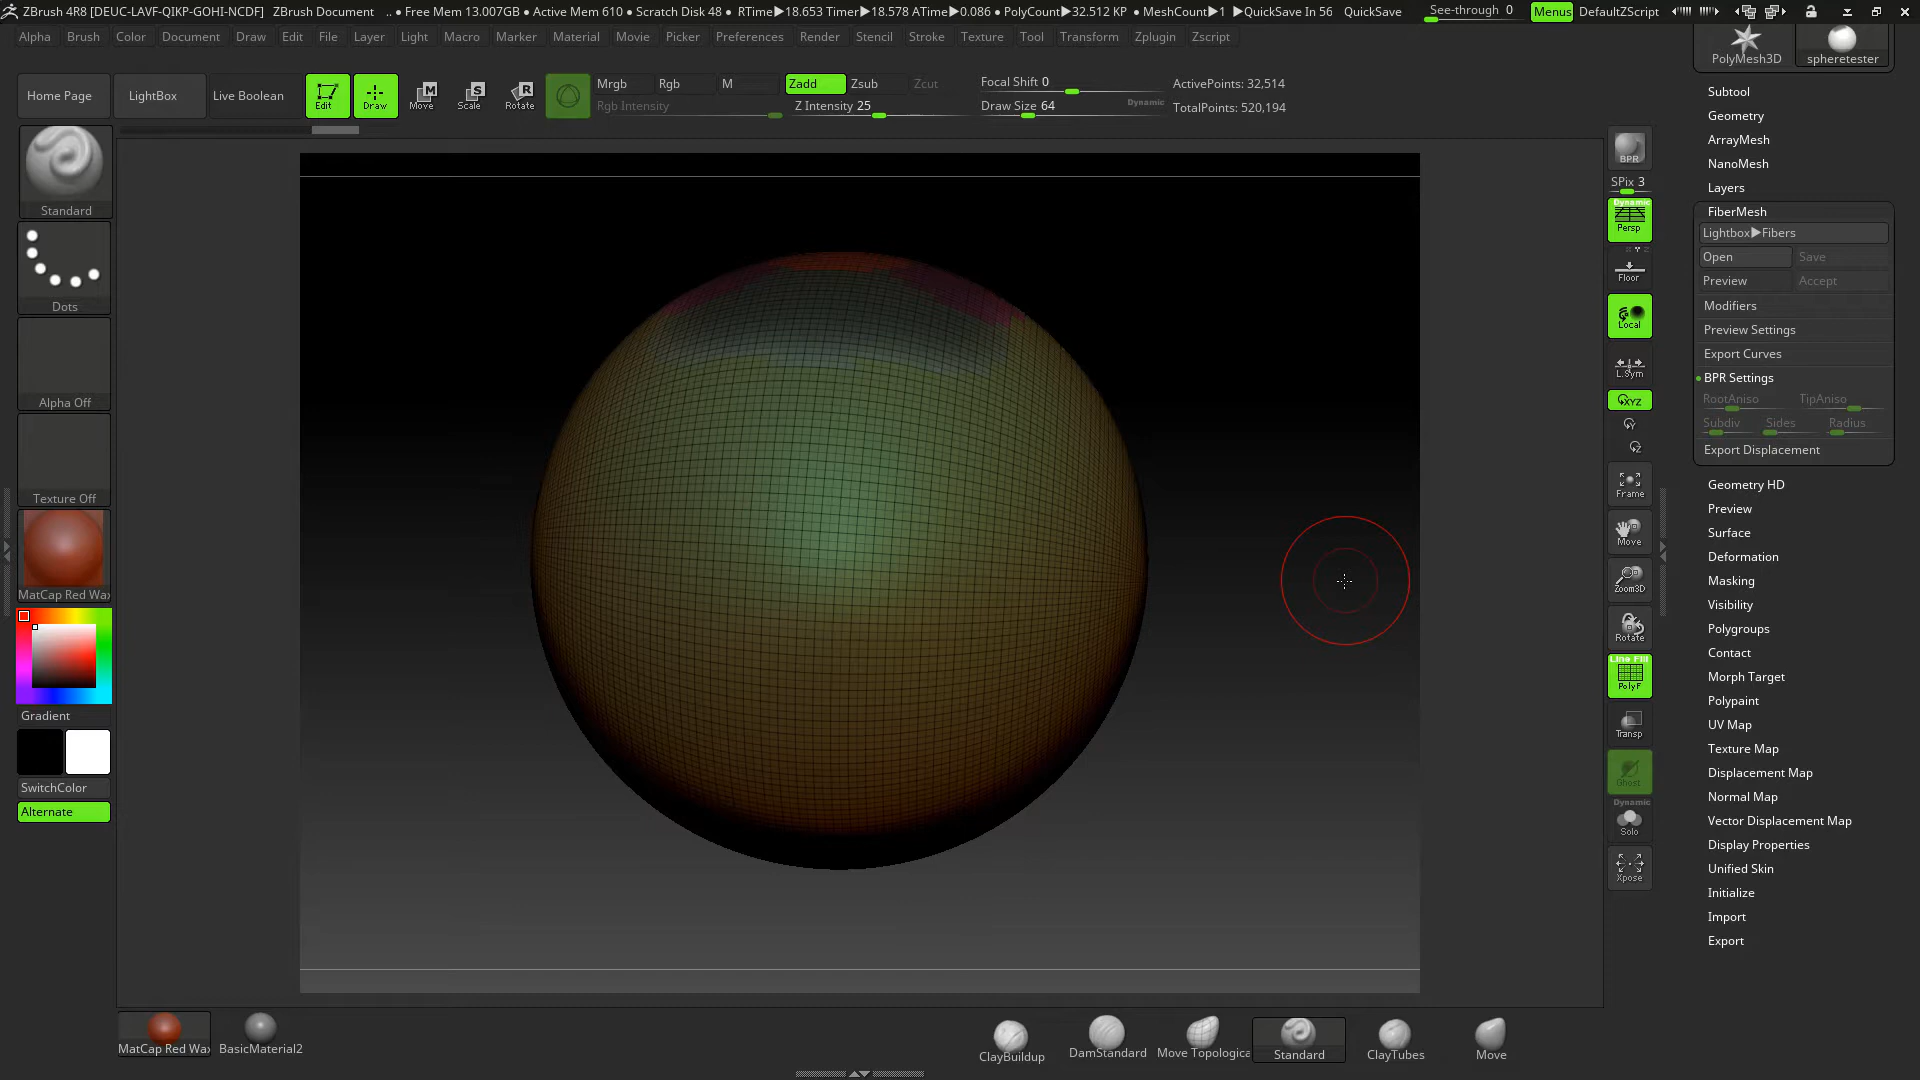 ZBrush 4R8 [DEUC-LAVF-QIKP-GOHI-NCDF] ZBrush Document .. ● Free Mem 13.007GB ● Active Mem 610 ● Scratch Disk 48 ● RTime▶18.653 Timer▶18.578 ATime▶0.086 ● PolyCount▶32.512 KP ● MeshCount▶1 ▶QuickSave In 56 QuickSave See-through 0 Menus DefaultZScript
Alpha Brush Color Document Draw Edit File Layer Light Macro Marker Material Movie Picker Preferences Render Stencil Stroke Texture Tool Transform Zplugin Zscript
Home Page LightBox Live Boolean Edit Draw Move Scale Rotate
Mrgb Rgb M Zadd Zsub Zcut Focal Shift 0 ActivePoints: 32,514
Rgb Intensity Z Intensity 25 Draw Size 64 Dynamic TotalPoints: 520,194
Standard
Dots
Alpha Off
Texture Off
MatCap Red Wax
Gradient
SwitchColor
Alternate
BPR
SPix 3
Dynamic
Persp
Floor
Local
L.Sym
XYZ
Y
Z
Frame
Move
Zoom3D
Rotate
Line Fill
PolyF
Transp
Ghost
Dynamic
Solo
Xpose
PolyMesh3D spheretester
Subtool
Geometry
ArrayMesh
NanoMesh
Layers
FiberMesh
Lightbox▶Fibers
Open Save
Preview Accept
Modifiers
Preview Settings
Export Curves
BPR Settings
RootAniso TipAniso
Subdiv Sides Radius
Export Displacement
Geometry HD
Preview
Surface
Deformation
Masking
Visibility
Polygroups
Contact
Morph Target
Polypaint
UV Map
Texture Map
Displacement Map
Normal Map
Vector Displacement Map
Display Properties
Unified Skin
Initialize
Import
Export
MatCap Red Wax BasicMaterial2 ClayBuildup DamStandard Move Topologica Standard ClayTubes Move